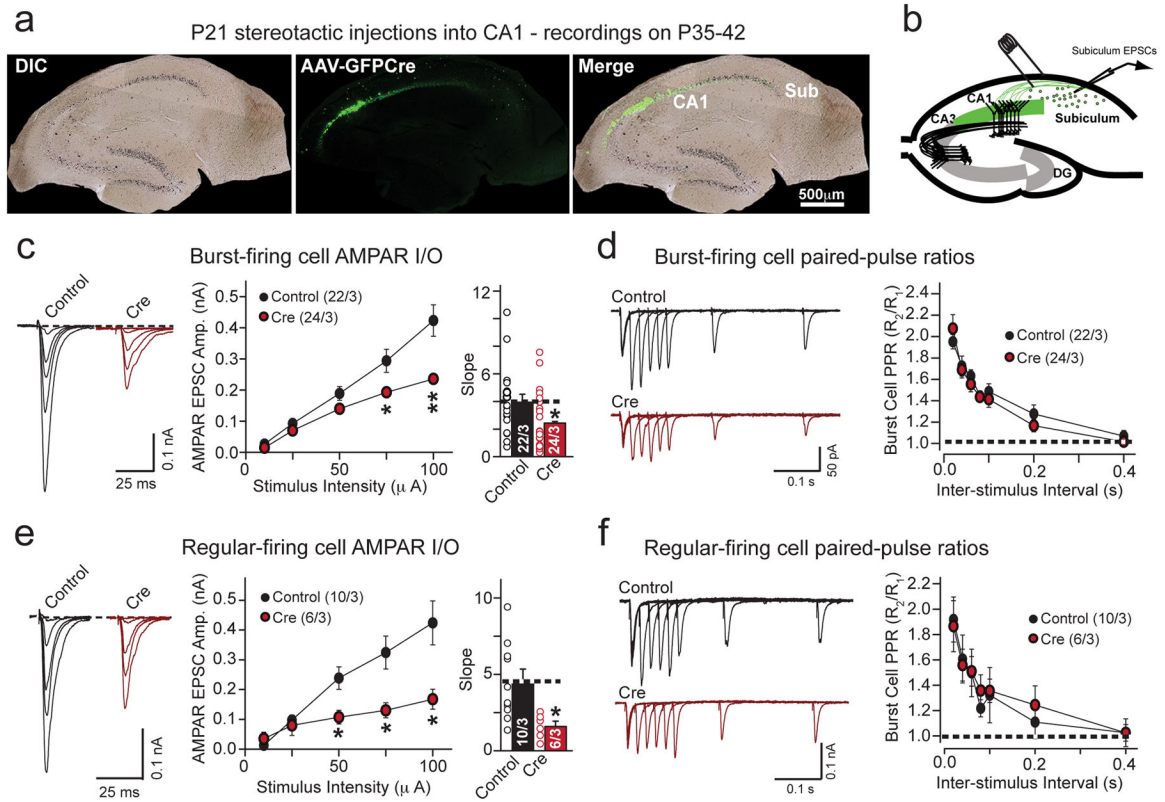 a
P21 stereotactic injections into CA1 - recordings on P35-42
DIC
AAV-GFPCre
Merge
CA1
Sub
500μm
b
Subiculum EPSCs
CA1
CA3
Subiculum
DG
c
Burst-firing cell AMPAR I/O
Control
Cre
0.1 nA
25 ms
AMPAR EPSC Amp. (nA)
0.5
0.4
0.3
0.2
0.1
0.0
Control (22/3)
Cre (24/3)
*
*
*
0
50
100
Stimulus Intensity (μ A)
Slope
12
6
0
22/3
24/3
*
Control
Cre
d
Burst-firing cell paired-pulse ratios
Control
Cre
50 pA
0.1 s
Burst Cell PPR (R2/R1)
2.4
2.2
2.0
1.8
1.6
1.4
1.2
1.0
Control (22/3)
Cre (24/3)
0.0
0.2
0.4
Inter-stimulus Interval (s)
e
Regular-firing cell AMPAR I/O
Control
Cre
0.1 nA
25 ms
AMPAR EPSC Amp. (nA)
0.5
0.4
0.3
0.2
0.1
0.0
Control (10/3)
Cre (6/3)
*
*
*
0
50
100
Stimulus Intensity (μ A)
Slope
10
5
0
10/3
6/3
*
Control
Cre
f
Regular-firing cell paired-pulse ratios
Control
Cre
0.1 nA
0.1 s
Burst Cell PPR (R2/R1)
2.2
2.0
1.8
1.6
1.4
1.2
1.0
Control (10/3)
Cre (6/3)
0.0
0.2
0.4
Inter-stimulus Interval (s)